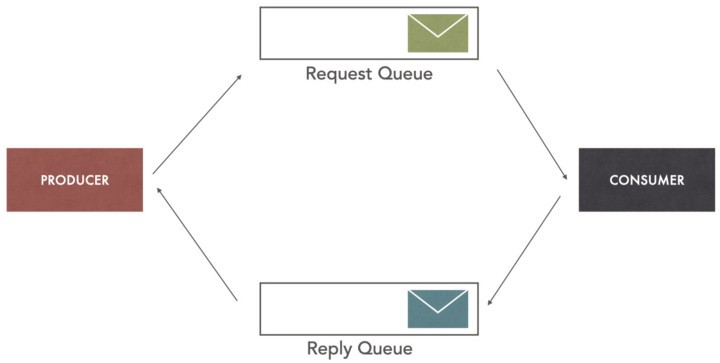 Request Queue
PRODUCER
CONSUMER
Reply Queue